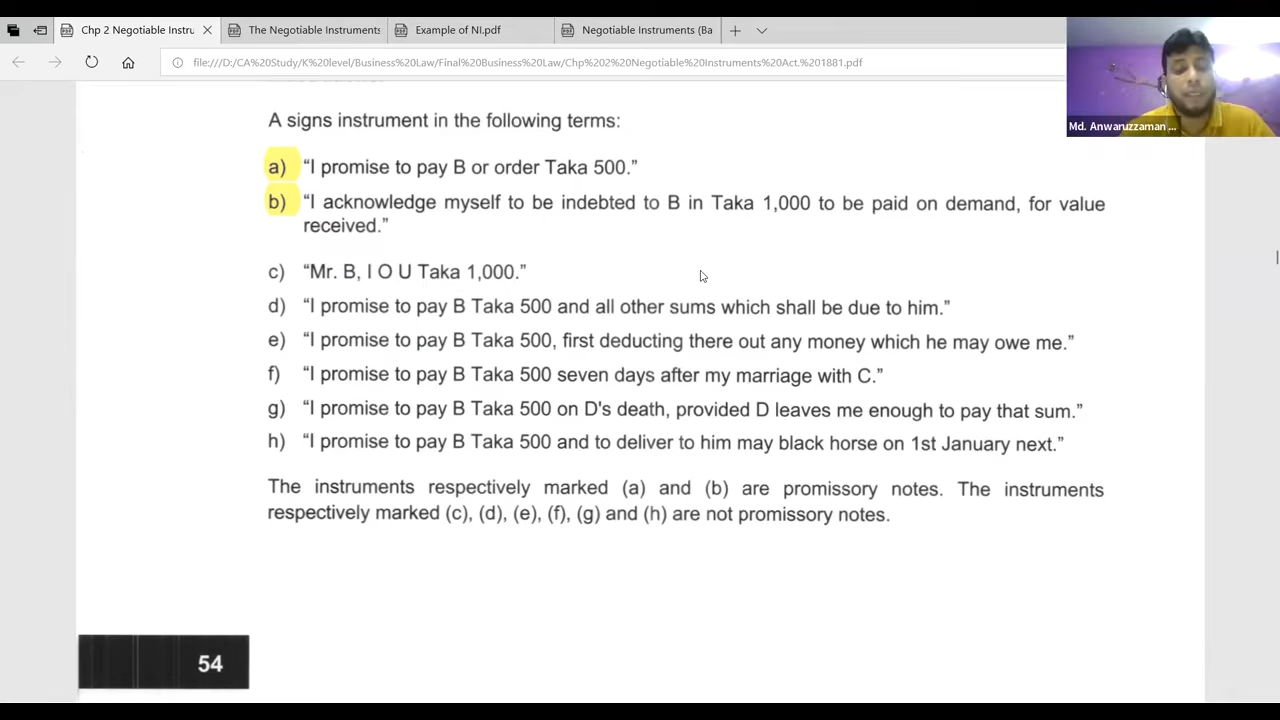 Chp 2 Negotiable Instru
The Negotiable Instruments
Example of NI.pdf
Negotiable Instruments (Ba
file:///D:/CA%20Study/K%20level/Business%20Law/Final%20Business%20Law/Chp%202%20Negotiable%20Instruments%20Act.%201881.pdf
Md. Anwaruzzaman ...
A signs instrument in the following terms:
a) “I promise to pay B or order Taka 500.”
b) “I acknowledge myself to be indebted to B in Taka 1,000 to be paid on demand, for value
received.”
c) “Mr. B, I O U Taka 1,000.”
d) “I promise to pay B Taka 500 and all other sums which shall be due to him.”
e) “I promise to pay B Taka 500, first deducting there out any money which he may owe me.”
f) “I promise to pay B Taka 500 seven days after my marriage with C.”
g) “I promise to pay B Taka 500 on D's death, provided D leaves me enough to pay that sum.”
h) “I promise to pay B Taka 500 and to deliver to him may black horse on 1st January next.”
The instruments respectively marked (a) and (b) are promissory notes. The instruments
respectively marked (c), (d), (e), (f), (g) and (h) are not promissory notes.
54